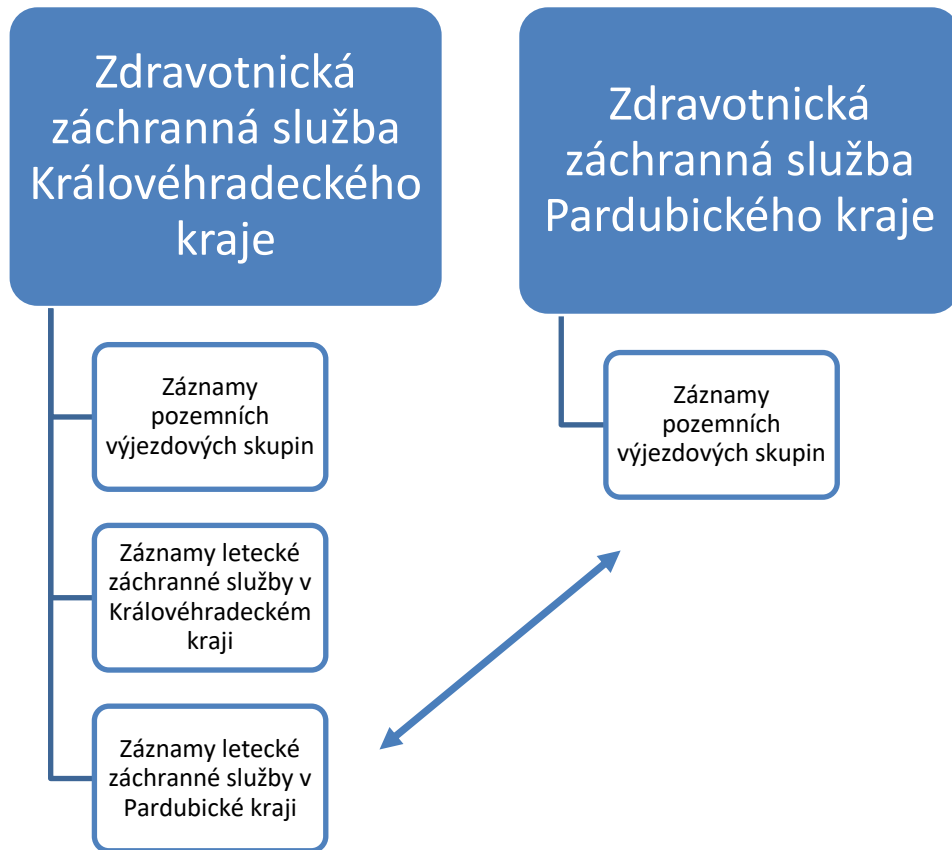 Zdravotnická
záchranná služba
Královéhradeckého
kraje
Záznamy
pozemních
výjezdových skupin
Záznamy letecké
záchranné služby v
Královéhradeckém
kraji
Záznamy letecké
záchranné služby v
Pardubické kraji
Zdravotnická
záchranná služba
Pardubického kraje
Záznamy
pozemních
výjezdových skupin